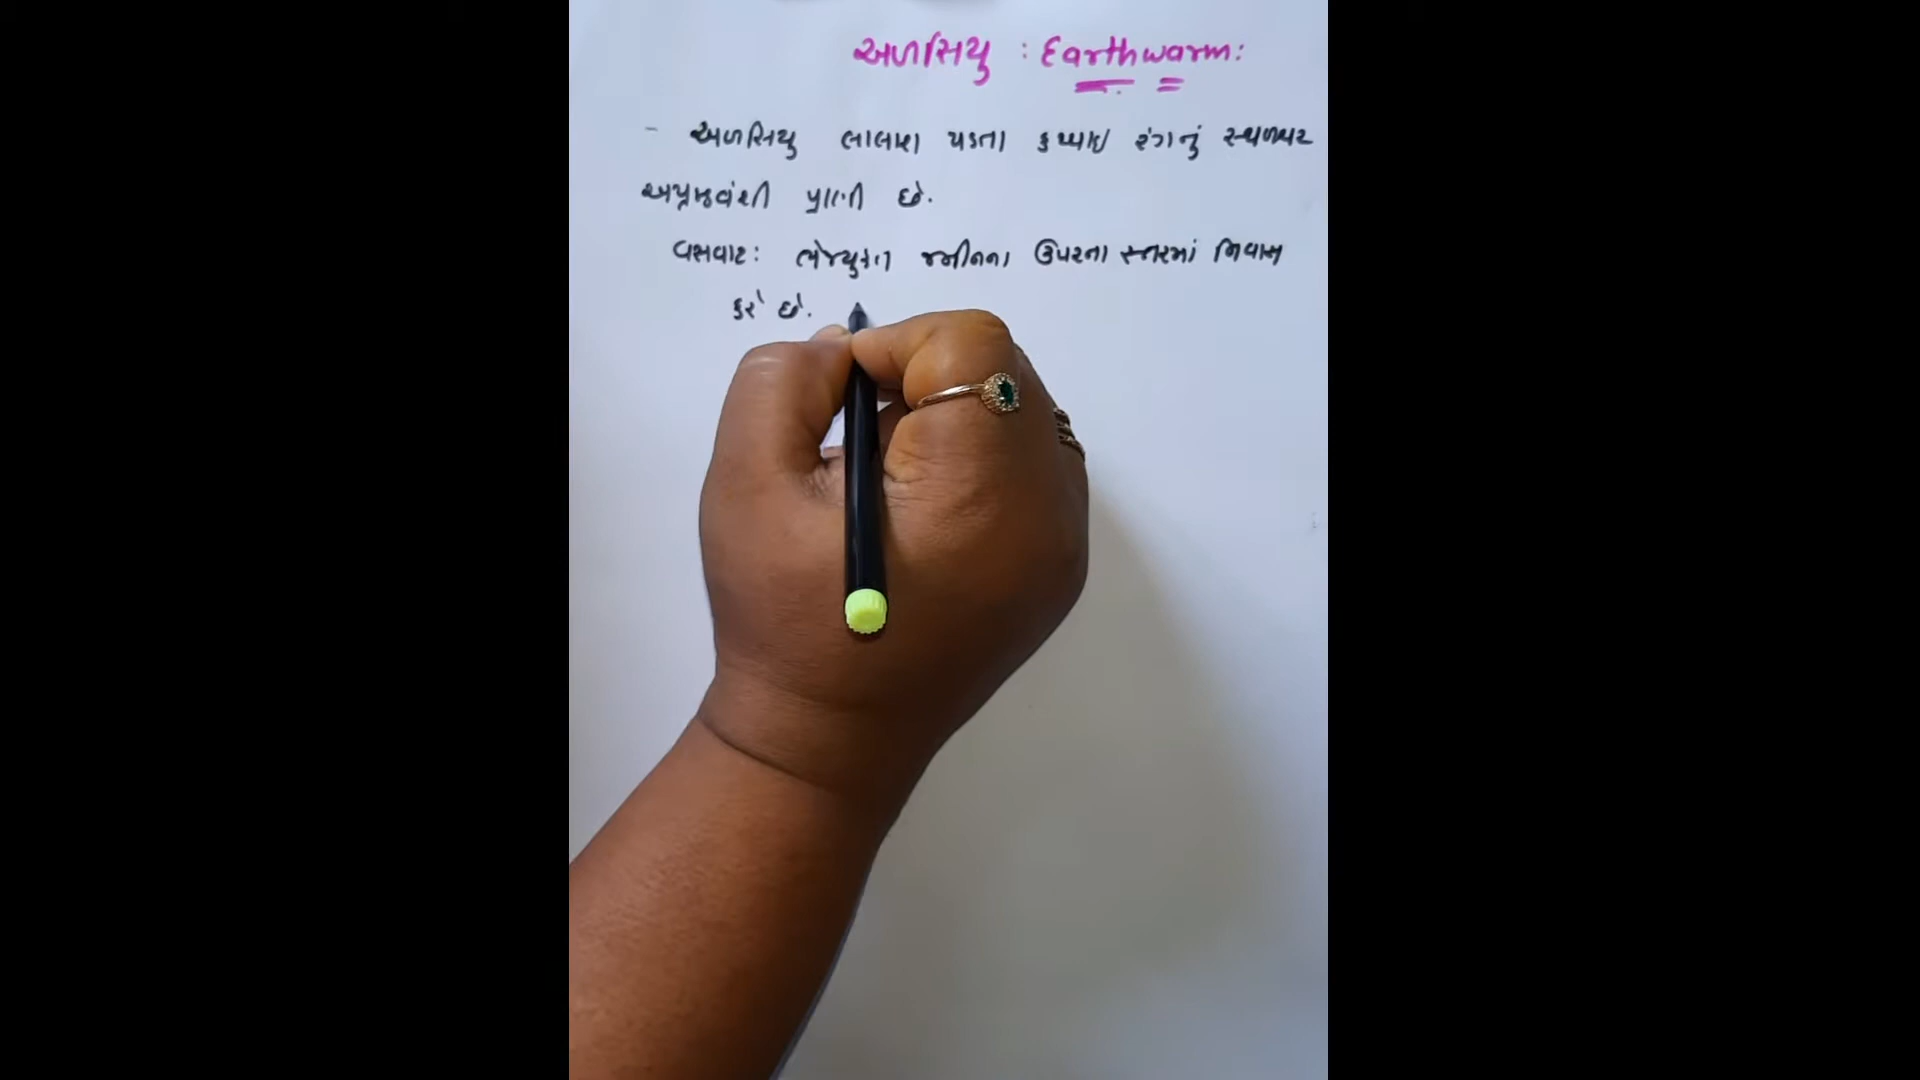 અળસિયુ : Earthwarm:
- અળસિયુ લાલાશ પડતા કથ્થાઈ રંગનું સ્થળચર
અપૃષ્ઠવંશી પ્રાણી છે.
વસવાટ: ભેજયુક્ત જમીનના ઉપરના સ્તરમાં નિવાસ
કરે છે.